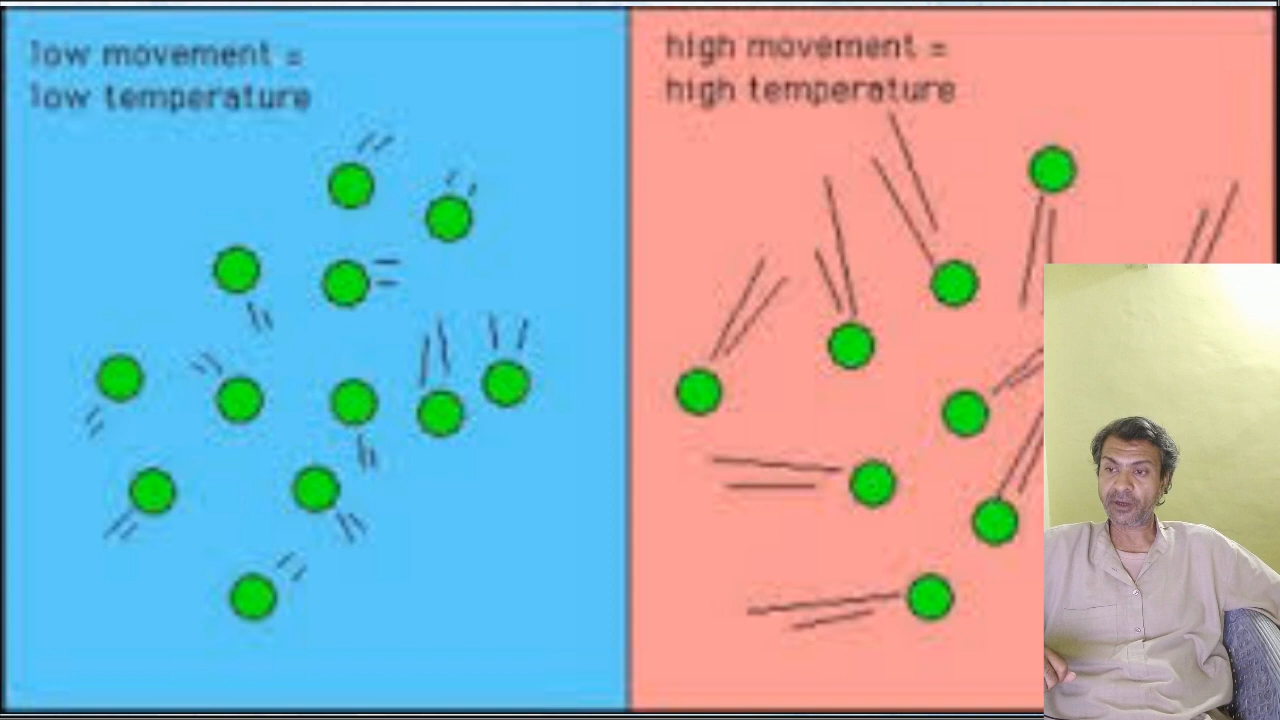 low movement =
low temperature
high movement =
high temperature